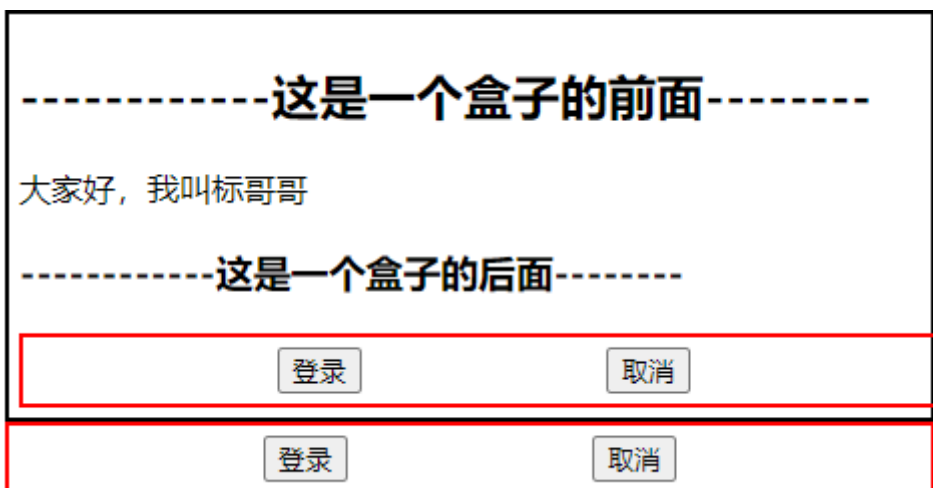 ------------这是一个盒子的前面--------
大家好，我叫标哥哥
------------这是一个盒子的后面--------
登录 取消
登录 取消